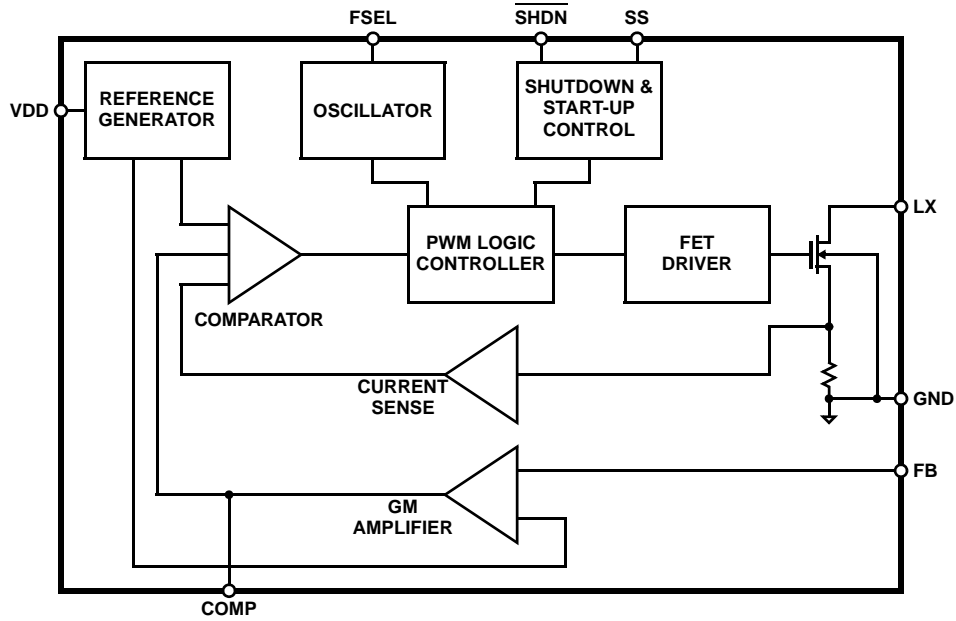 FSEL
SHDN
SS
VDD
REFERENCE
GENERATOR
OSCILLATOR
SHUTDOWN &
START-UP
CONTROL
LX
PWM LOGIC
CONTROLLER
FET
DRIVER
COMPARATOR
CURRENT
SENSE
GND
FB
GM
AMPLIFIER
COMP